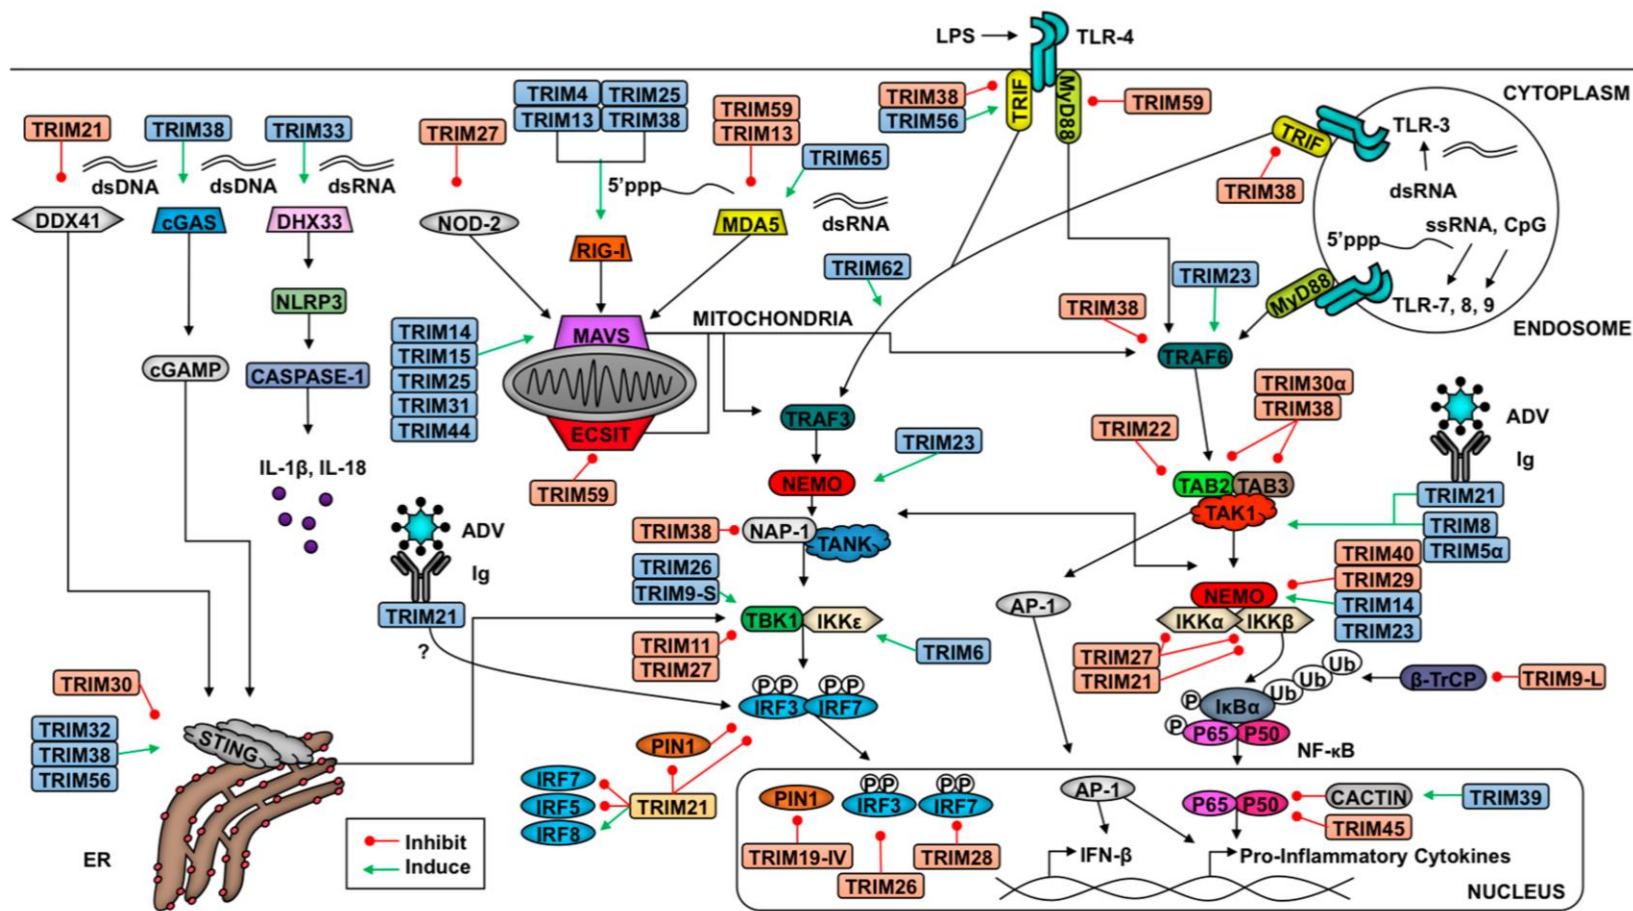 LPS
TLR-4
CYTOPLASM
TRIM38
TRIM56
TRIF
MyD88
TRIM59
TRIM4
TRIM25
TRIM13
TRIM38
TRIM59
TRIM13
TRIM21
TRIM38
TRIM33
TRIM27
TRIM65
TRIF
TLR-3
TRIM38
dsRNA
dsDNA
dsDNA
dsRNA
5'ppp
dsRNA
DDX41
cGAS
DHX33
NOD-2
MDA5
RIG-I
ssRNA, CpG
5'ppp
MyD88
TLR-7, 8, 9
ENDOSOME
TRIM62
TRIM23
TRIM38
NLRP3
MITOCHONDRIA
MAVS
TRIM14
TRIM15
TRIM25
TRIM31
TRIM44
TRAF6
cGAMP
CASPASE-1
TRIM30α
TRIM38
ECSIT
TRAF3
TRIM22
TRIM23
ADV
Ig
IL-1β, IL-18
TRIM59
NEMO
TAB2
TAB3
TAK1
TRIM21
TRIM8
TRIM5α
ADV
Ig
TRIM21
?
TRIM38
NAP-1
TANK
TRIM26
TRIM9-S
TRIM40
TRIM29
TRIM14
TRIM23
NEMO
AP-1
TBK1
IKKε
IKKα
IKKβ
TRIM11
TRIM27
TRIM6
TRIM27
TRIM21
TRIM30
P
P
P
P
IRF3
IRF7
P
IκBα
Ub
Ub
Ub
β-TrCP
TRIM9-L
P
P65
P50
NF-κB
TRIM32
TRIM38
TRIM56
STING
PIN1
IRF7
IRF5
IRF8
TRIM21
PIN1
P
P
IRF3
P
P
IRF7
AP-1
P65
P50
CACTIN
TRIM39
TRIM45
ER
Inhibit
Induce
TRIM19-IV
TRIM26
TRIM28
IFN-β
Pro-Inflammatory Cytokines
NUCLEUS